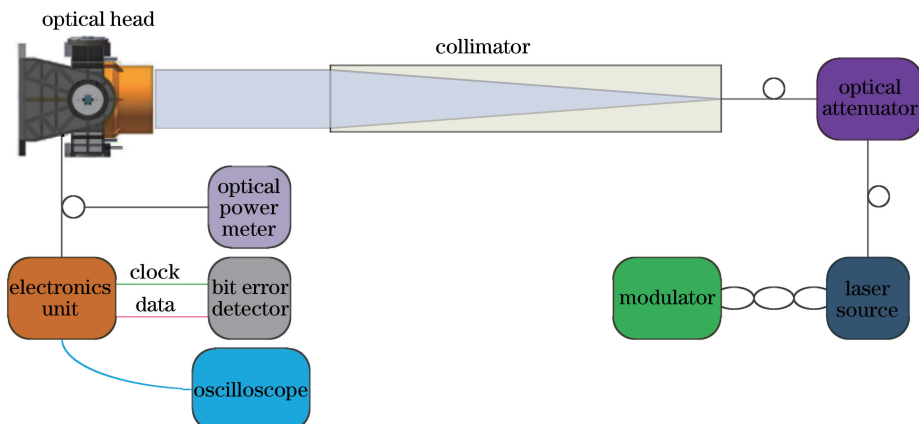 optical head
collimator
optical
attenuator
optical
power
meter
electronics
unit
clock
data
bit error
detector
modulator
laser
source
oscilloscope